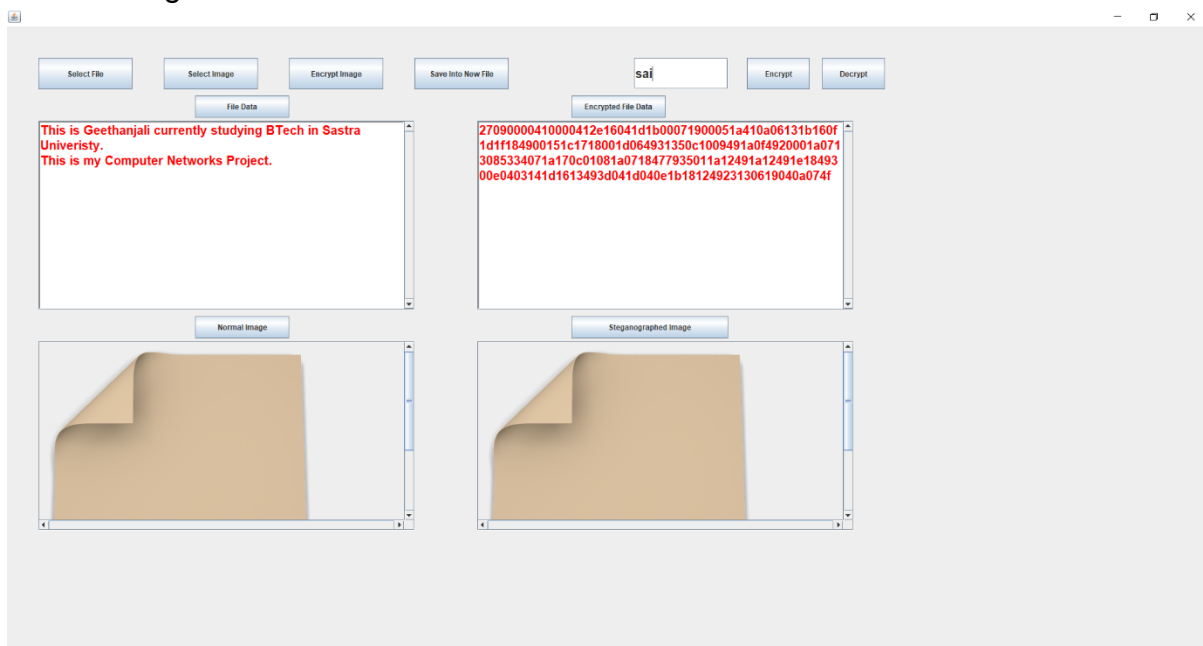 Select File Select Image Encrypt Image Save Into New File sai Encrypt Decrypt
File Data Encrypted File Data
This is Geethanjali currently studying BTech in Sastra
Univeristy.
This is my Computer Networks Project.
2709000410000412e16041d1b00071900051a410a06131b160f
1d1f184900151c1718001d064931350c1009491a0f4920001a071
3085334071a170c01081a0718477935011a12491a12491e18493
00e0403141d1613493d041d040e1b18124923130619040a074f
Normal Image Steganographed Image